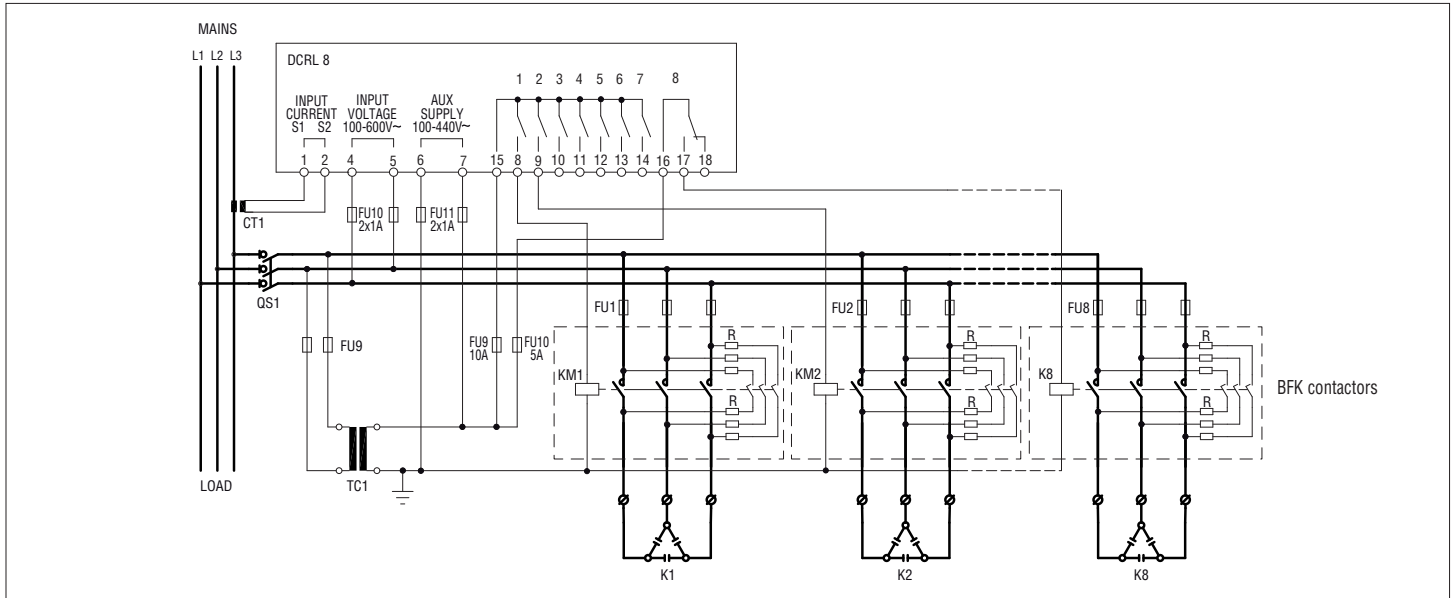 MAINS
L1 L2 L3
DCRL 8
1 2 3 4 5 6 7 8
INPUT CURRENT
S1 S2
INPUT VOLTAGE
100-600V~
AUX SUPPLY
100-440V~
1 2 4 5 6 7 15 8 9 10 11 12 13 14 16 17 18
CT1
FU10
2x1A
FU11
2x1A
QS1
FU9
FU9
10A
FU10
5A
FU1
FU2
FU8
KM1
R
R
KM2
R
R
K8
R
R
BFK contactors
LOAD
TC1
K1
K2
K8